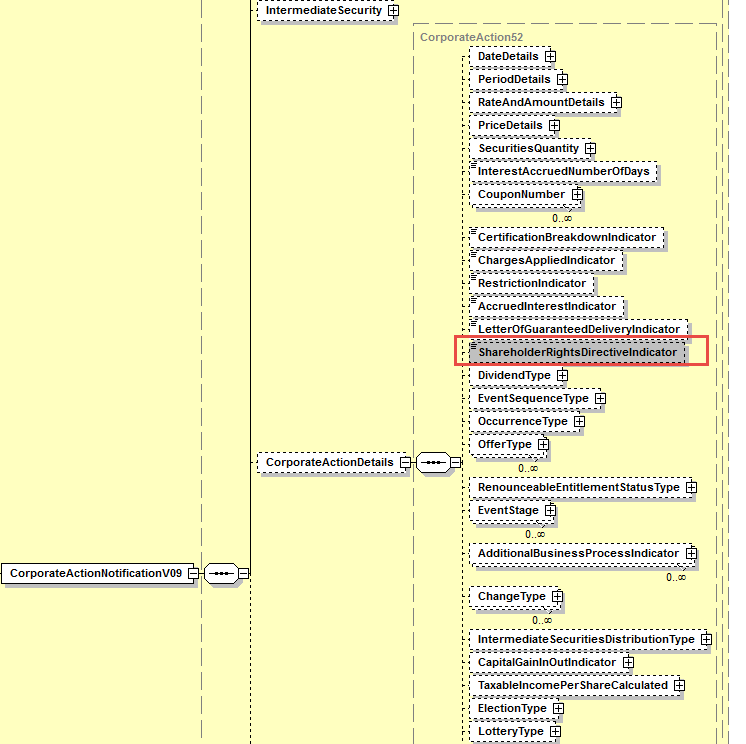 IntermediateSecurity
CorporateAction52
DateDetails
PeriodDetails
RateAndAmountDetails
PriceDetails
SecuritiesQuantity
InterestAccruedNumberOfDays
CouponNumber
0..∞
CertificationBreakdownIndicator
ChargesAppliedIndicator
RestrictionIndicator
AccruedInterestIndicator
LetterOfGuaranteedDeliveryIndicator
ShareholderRightsDirectiveIndicator
DividendType
EventSequenceType
OccurrenceType
OfferType
0..∞
CorporateActionDetails
RenounceableEntitlementStatusType
EventStage
0..∞
AdditionalBusinessProcessIndicator
0..∞
CorporateActionNotificationV09
ChangeType
0..∞
IntermediateSecuritiesDistributionType
CapitalGainInOutIndicator
TaxableIncomePerShareCalculated
ElectionType
LotteryType